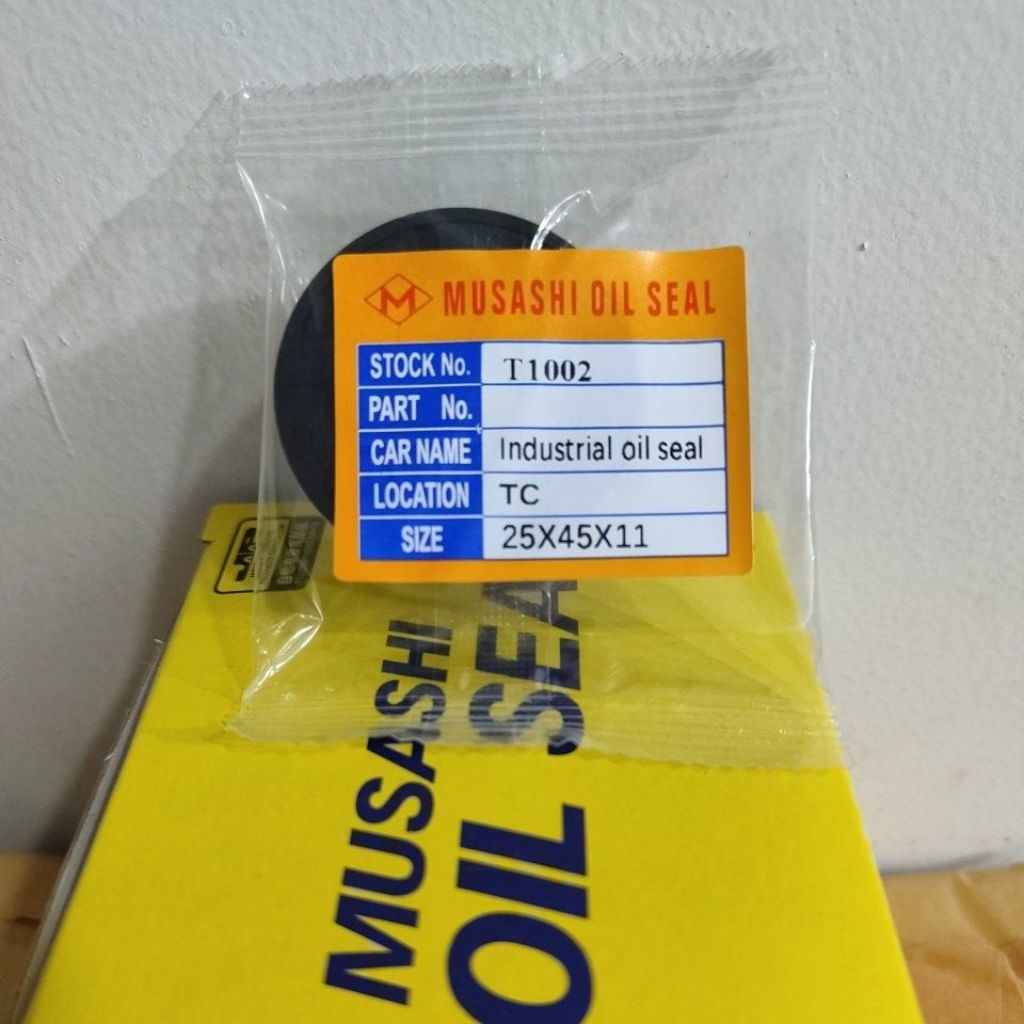 M MUSASHI OIL SEAL
STOCK No. T1002
PART No.
CAR NAME Industrial oil seal
LOCATION TC
SIZE 25X45X11
MUSASHI
OIL SEA